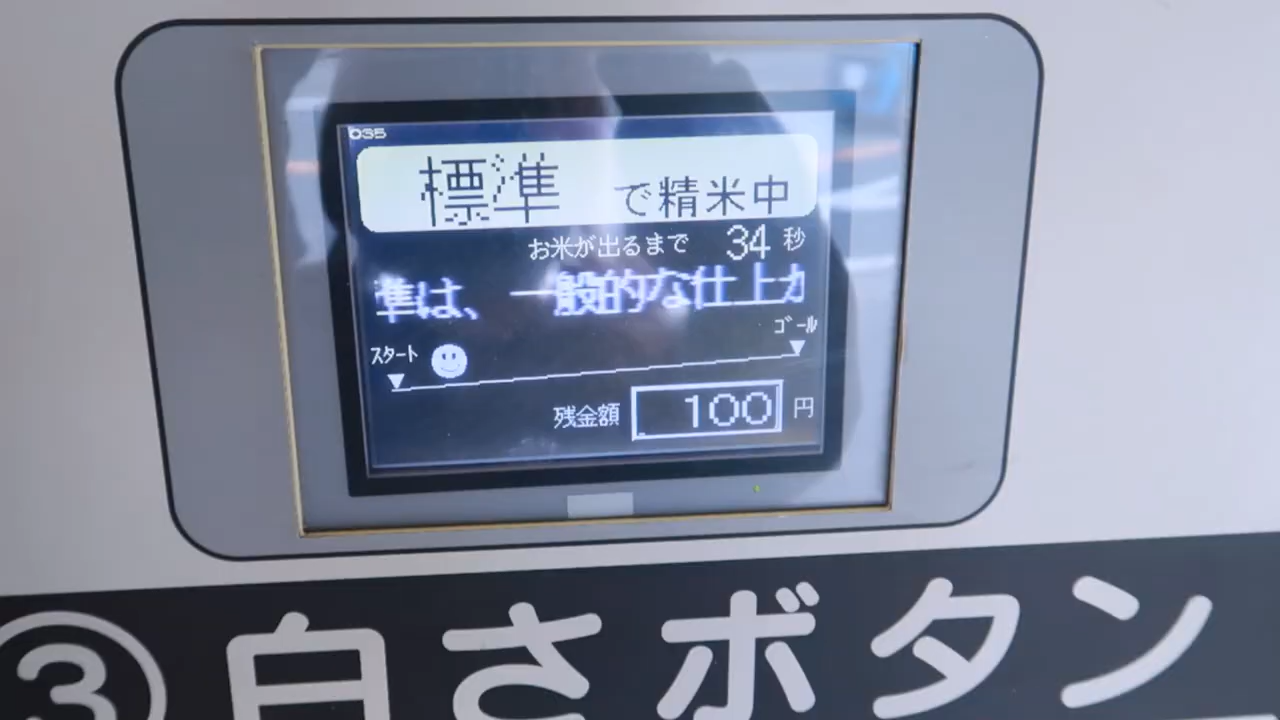 035
標準 で精米中
お米が出るまで 34 秒
準は、一般的な仕上が
スタート ゴール
残金額 100 円
③白さボタン